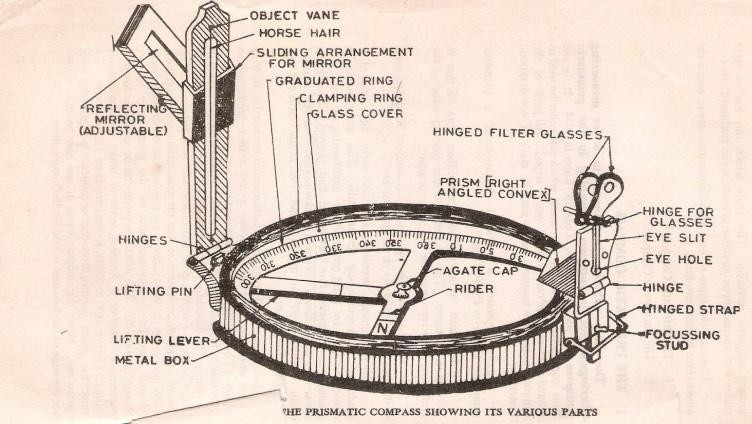 OBJECT VANE
HORSE HAIR
SLIDING ARRANGEMENT
FOR MIRROR
GRADUATED RING
CLAMPING RING
GLASS COVER
REFLECTING
MIRROR
(ADJUSTABLE)
HINGED FILTER GLASSES
PRISM [RIGHT
ANGLED CONVEX]
HINGE FOR
GLASSES
EYE SLIT
EYE HOLE
HINGE
HINGED STRAP
FOCUSSING
STUD
HINGES
LIFTING PIN
LIFTING LEVER
METAL BOX
300 310 320 330 340 350
AGATE CAP
RIDER
N
THE PRISMATIC COMPASS SHOWING ITS VARIOUS PARTS